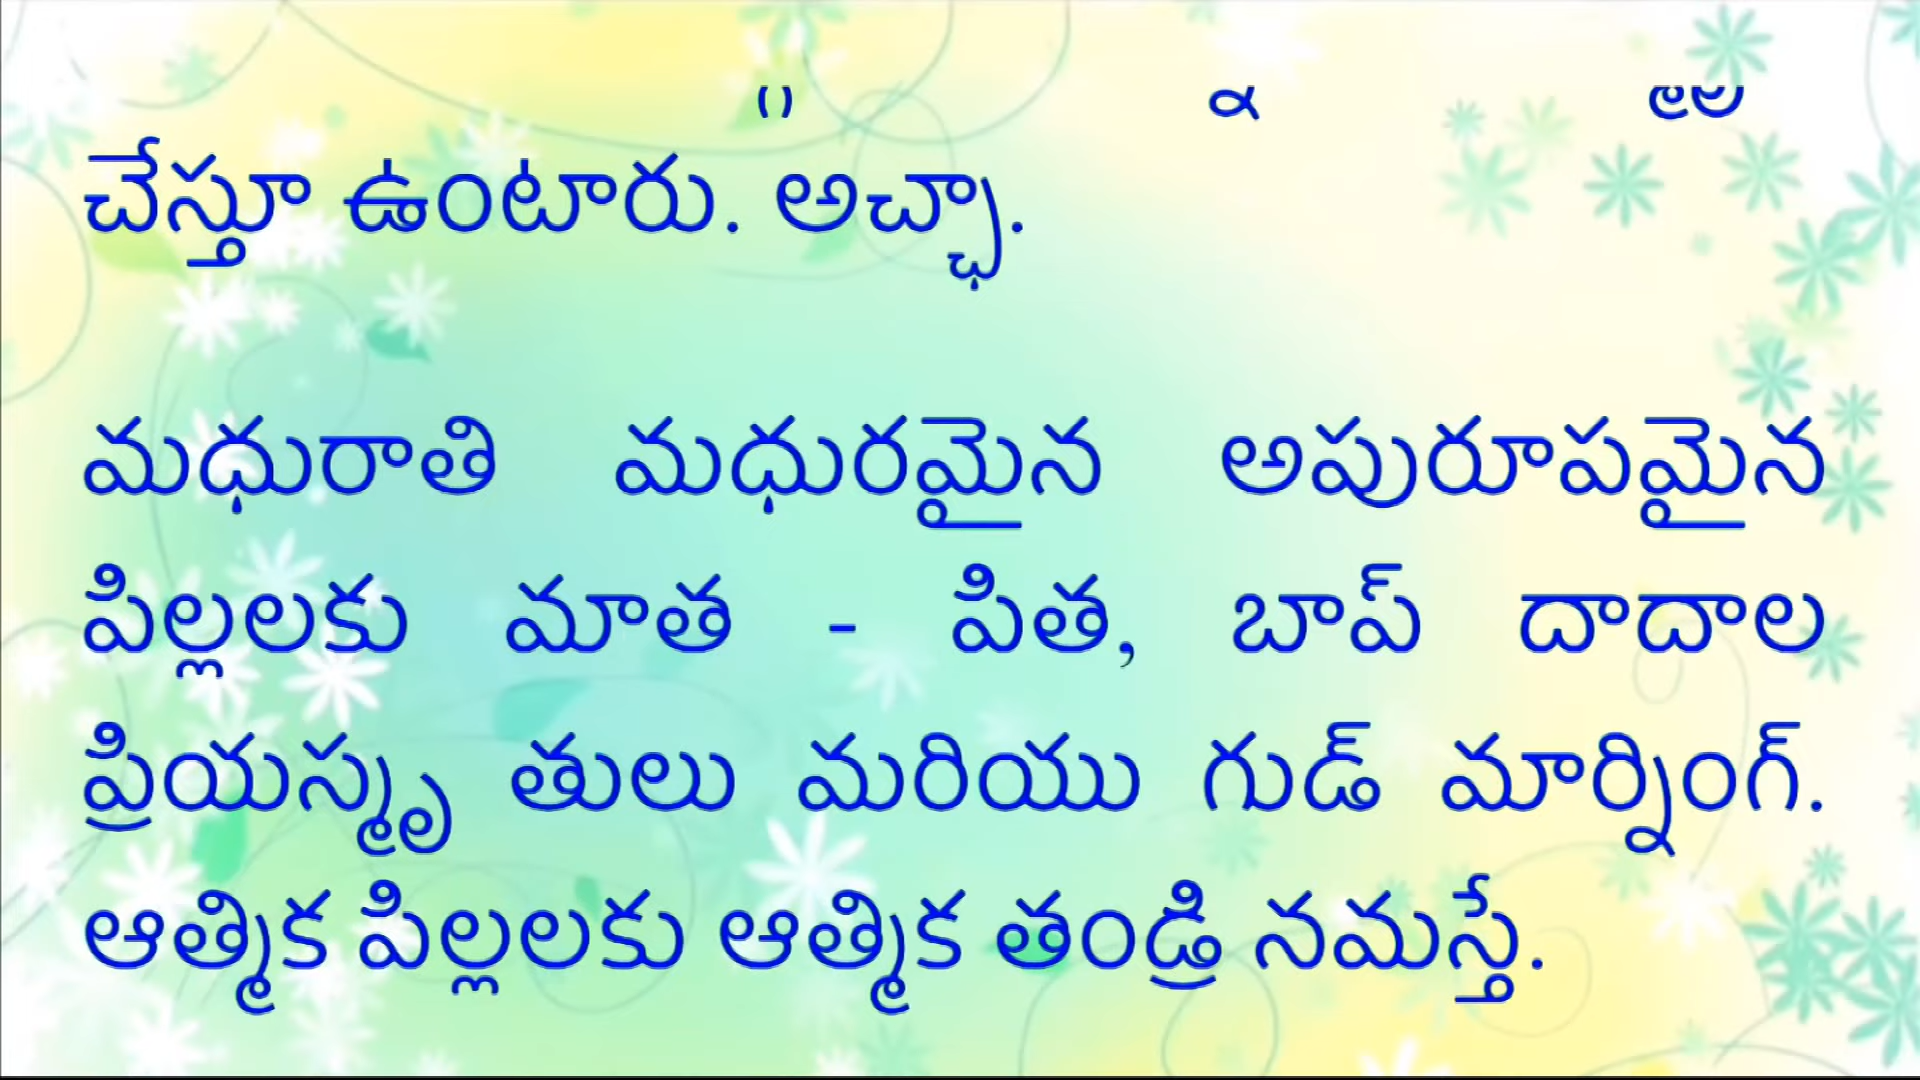 చేస్తూ ఉంటారు. అచ్ఛా.
మధురాతి మధురమైన అపురూపమైన
పిల్లలకు మాత - పిత, బాప్ దాదాల
ప్రియస్మృ తులు మరియు గుడ్ మార్నింగ్.
ఆత్మిక పిల్లలకు ఆత్మిక తండ్రి నమస్తే.